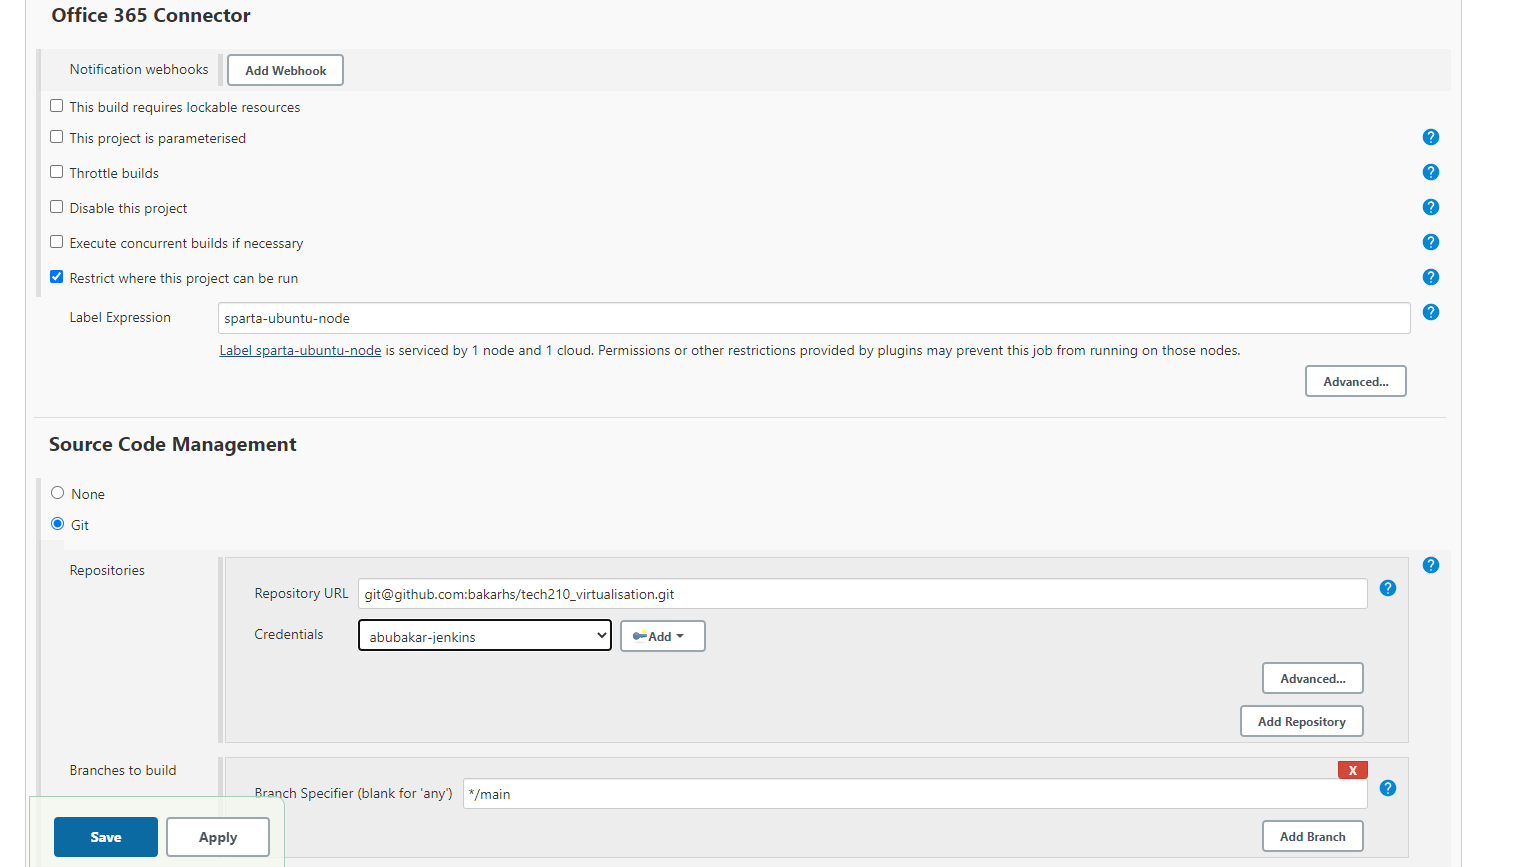 Office 365 Connector
Notification webhooks Add Webhook
This build requires lockable resources
This project is parameterised ?
Throttle builds ?
Disable this project ?
Execute concurrent builds if necessary ?
Restrict where this project can be run ?
Label Expression sparta-ubuntu-node ?
Label sparta-ubuntu-node is serviced by 1 node and 1 cloud. Permissions or other restrictions provided by plugins may prevent this job from running on those nodes.
Advanced...
Source Code Management
None
Git
Repositories ?
Repository URL git@github.com:bakarhs/tech210_virtualisation.git ?
Credentials abubakar-jenkins Add
Advanced...
Add Repository
Branches to build X
Branch Specifier (blank for 'any') */main ?
Save Apply Add Branch